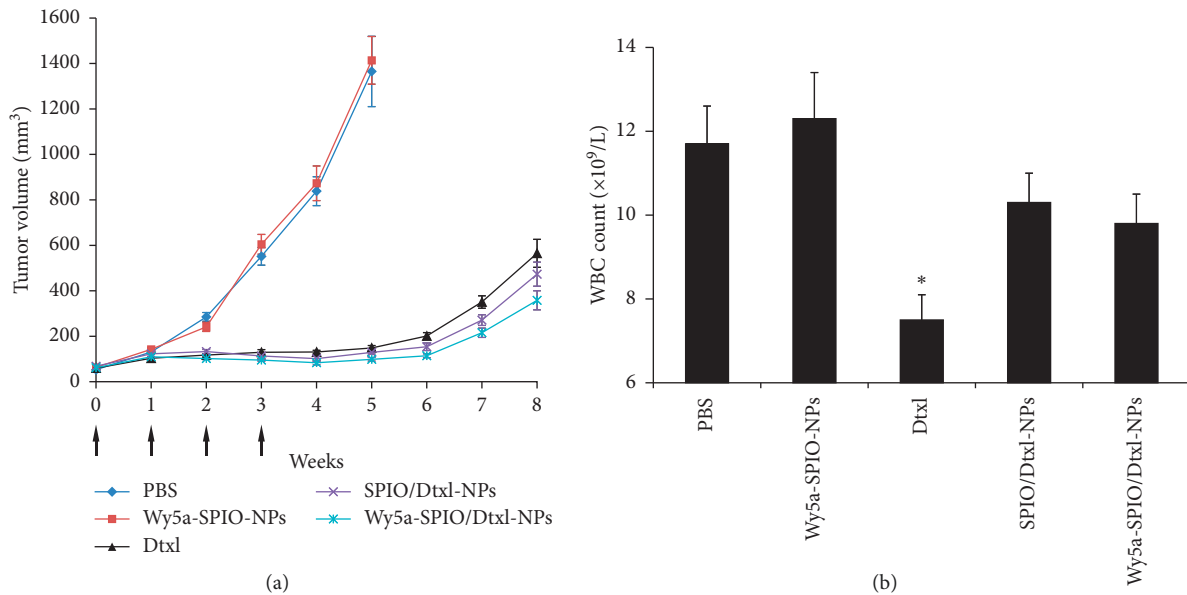 1600
1400
1200
1000
800
600
400
200
0
Tumor volume (mm³)
0 1 2 3 4 5 6 7 8
Weeks
PBS
Wy5a-SPIO-NPs
Dtxl
SPIO/Dtxl-NPs
Wy5a-SPIO/Dtxl-NPs
(a)
14
12
10
8
6
WBC count (×10⁹/L)
*
PBS
Wy5a-SPIO-NPs
Dtxl
SPIO/Dtxl-NPs
Wy5a-SPIO/Dtxl-NPs
(b)